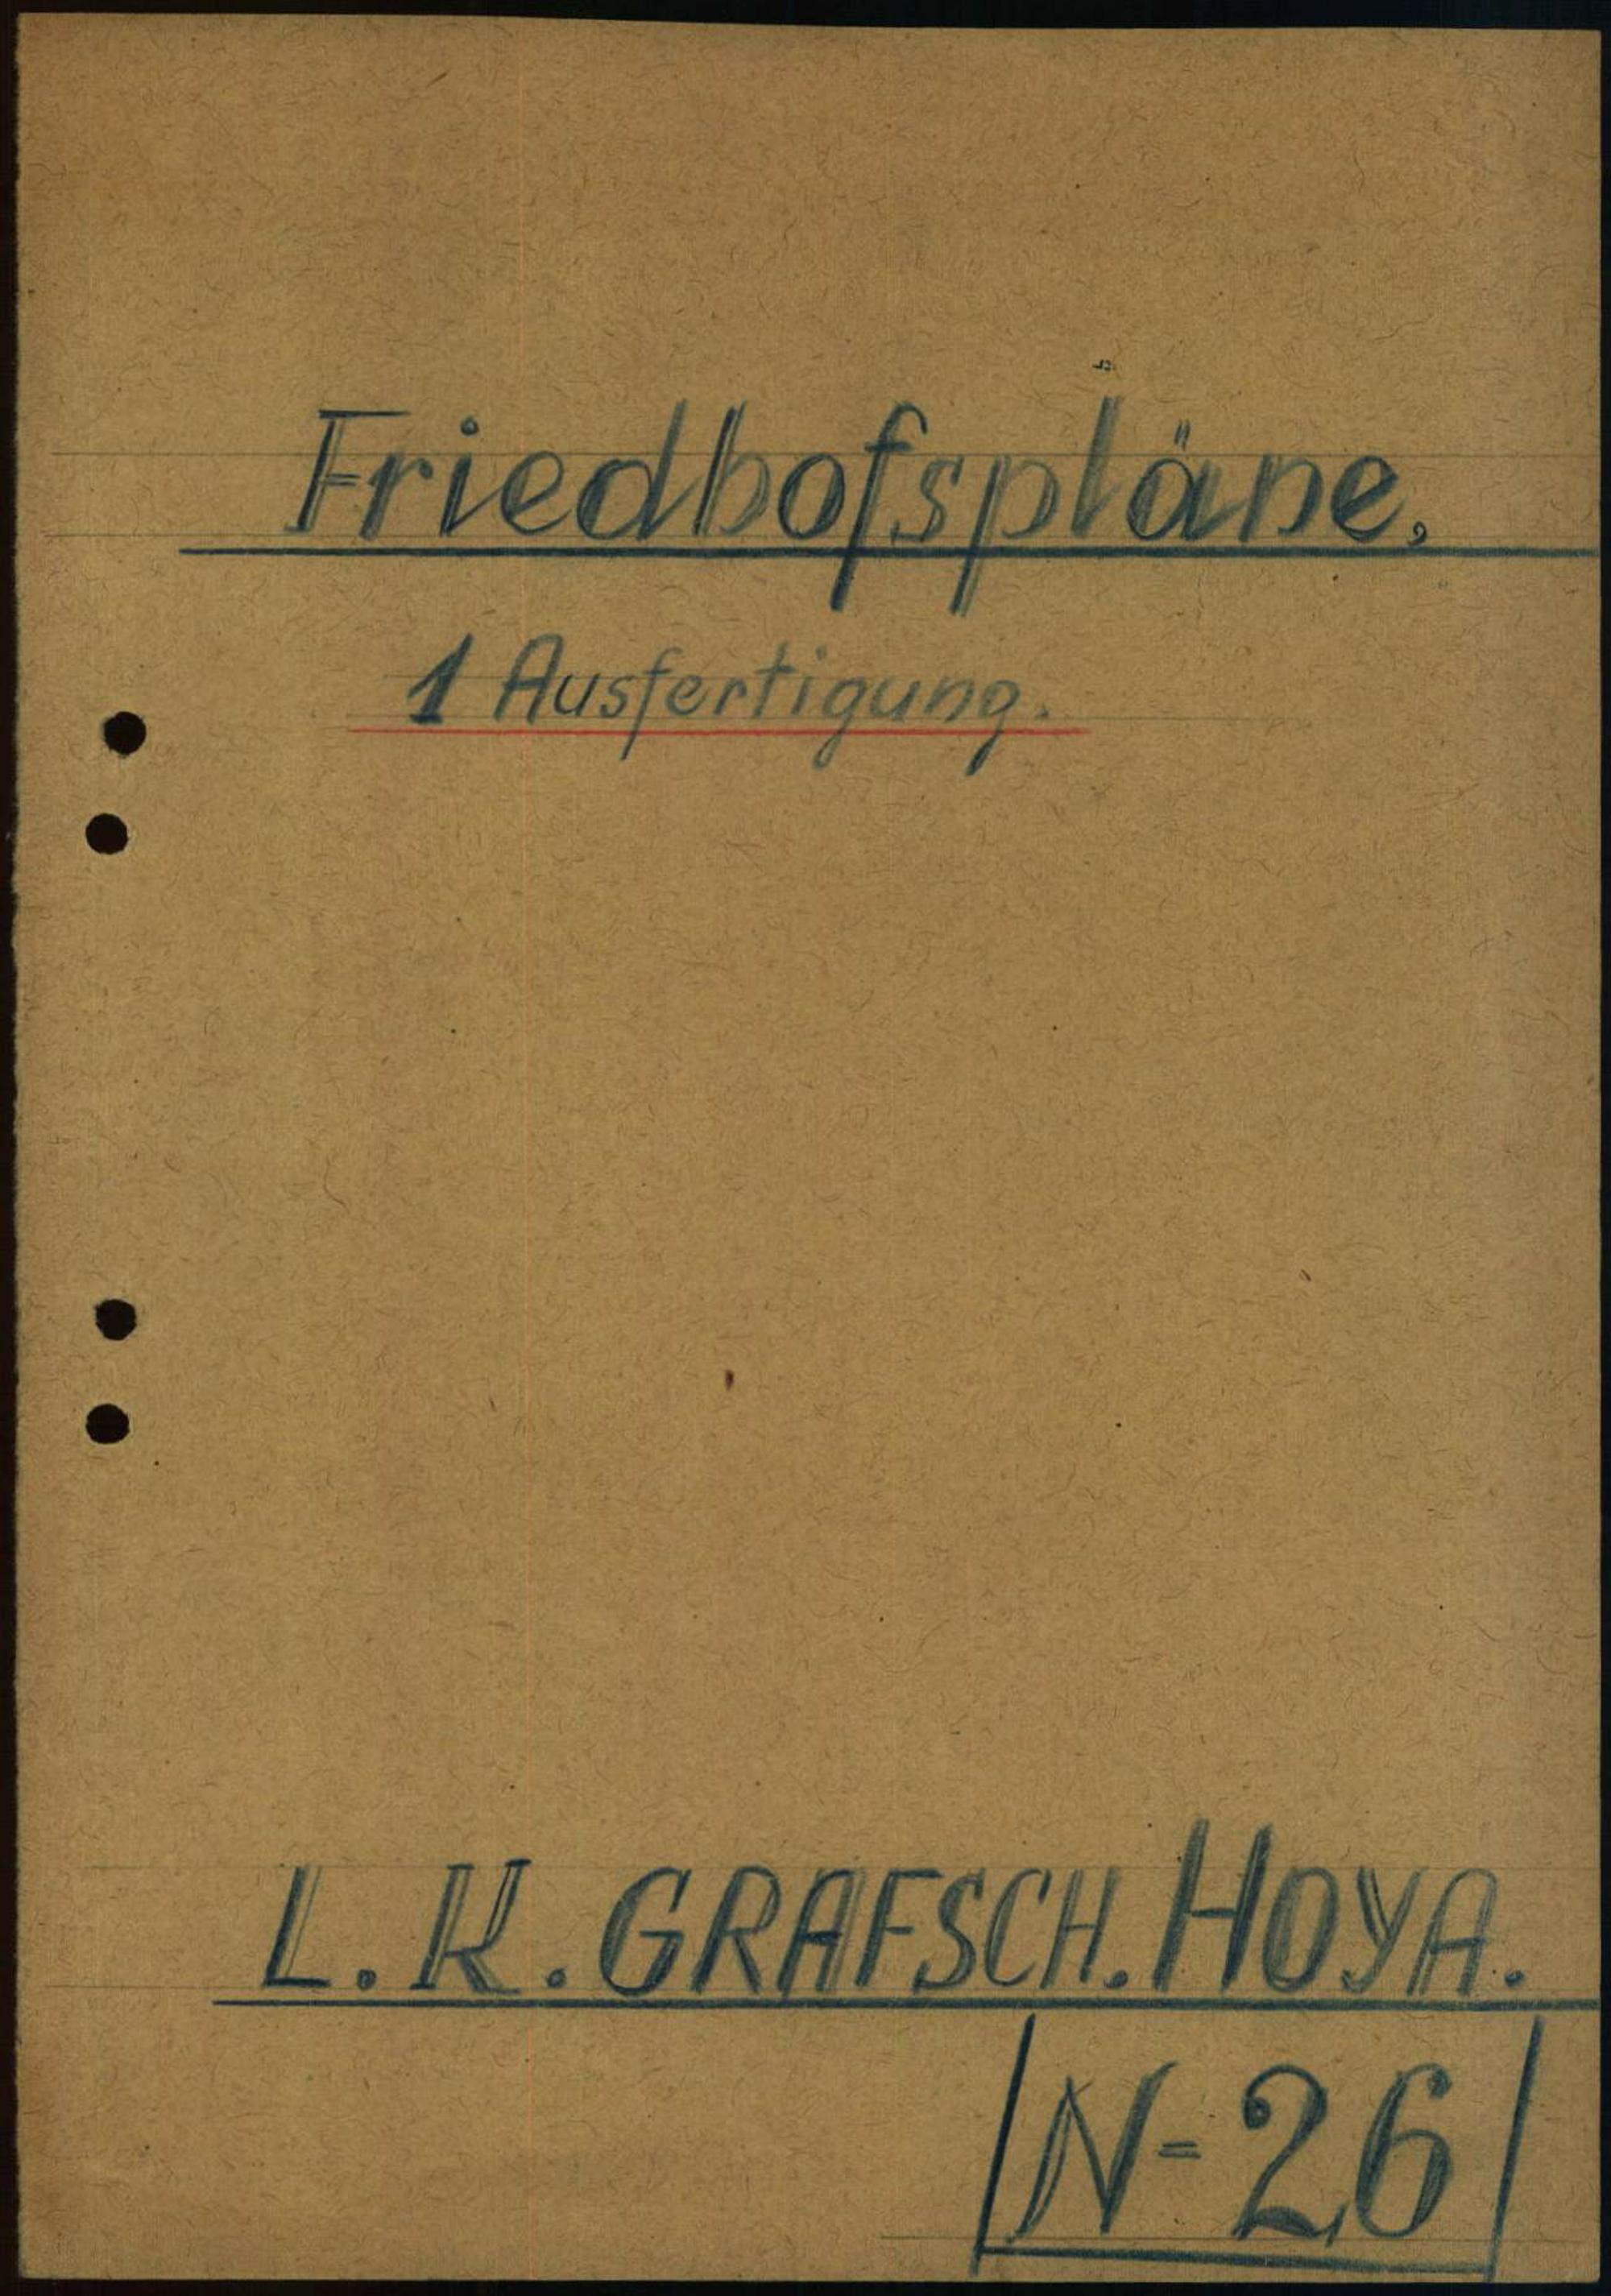 Friedhofspläne,
1 Ausfertigung.
L. K. GRAFSCH. HOYA.
N=26